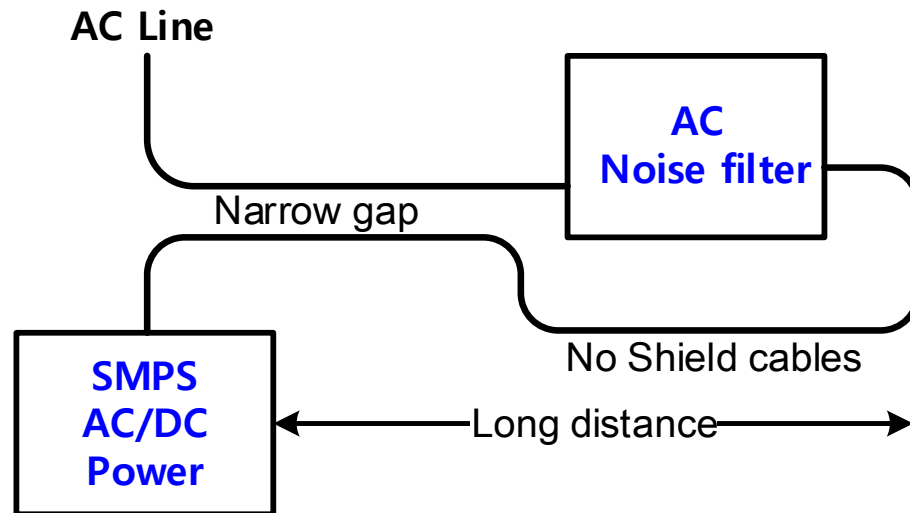 AC Line
AC
Noise filter
Narrow gap
No Shield cables
SMPS
AC/DC
Power
Long distance